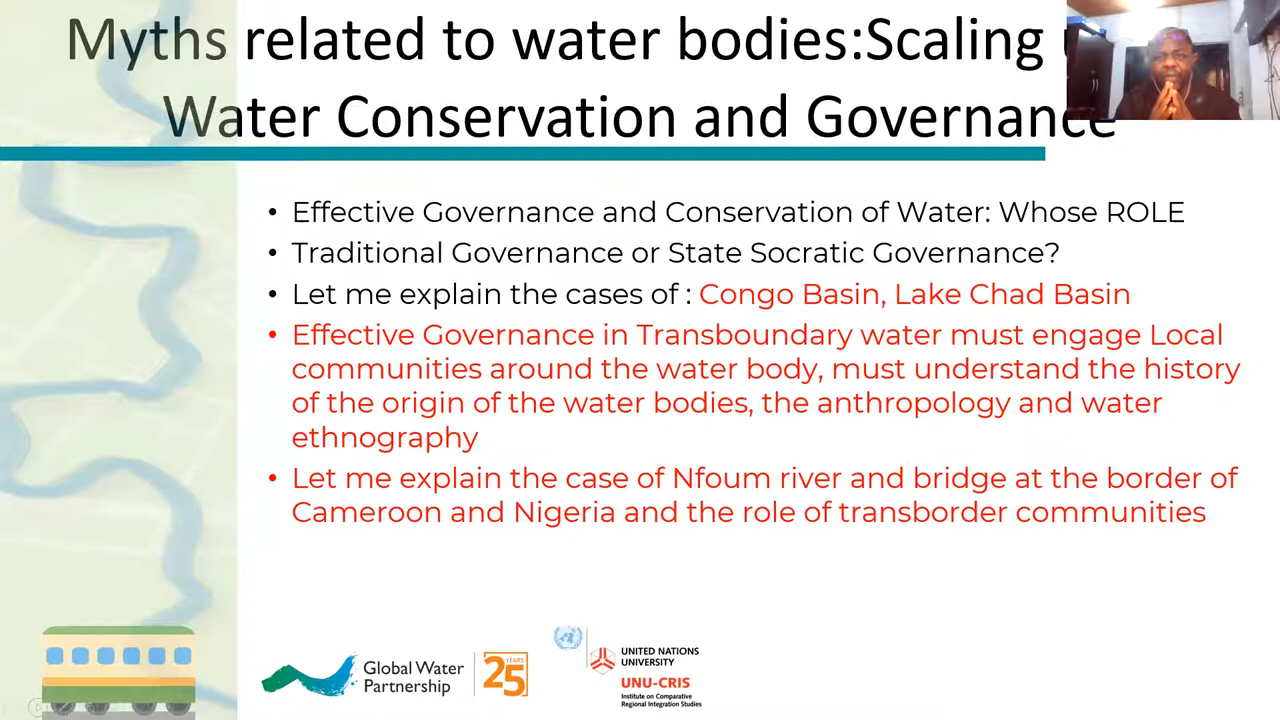 Myths related to water bodies:Scaling
Water Conservation and Governance
• Effective Governance and Conservation of Water: Whose ROLE
• Traditional Governance or State Socratic Governance?
• Let me explain the cases of : Congo Basin, Lake Chad Basin
• Effective Governance in Transboundary water must engage Local
communities around the water body, must understand the history
of the origin of the water bodies, the anthropology and water
ethnography
• Let me explain the case of Nfoum river and bridge at the border of
Cameroon and Nigeria and the role of transborder communities
Global Water
Partnership
25 YEARS
UNITED NATIONS
UNIVERSITY
UNU-CRIS
Institute on Comparative
Regional Integration Studies